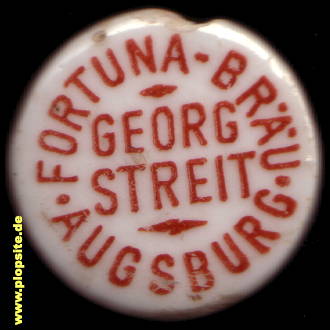 FORTUNA-BRÄU
GEORG
STREIT
· AUGSBURG ·
www.plopsite.de